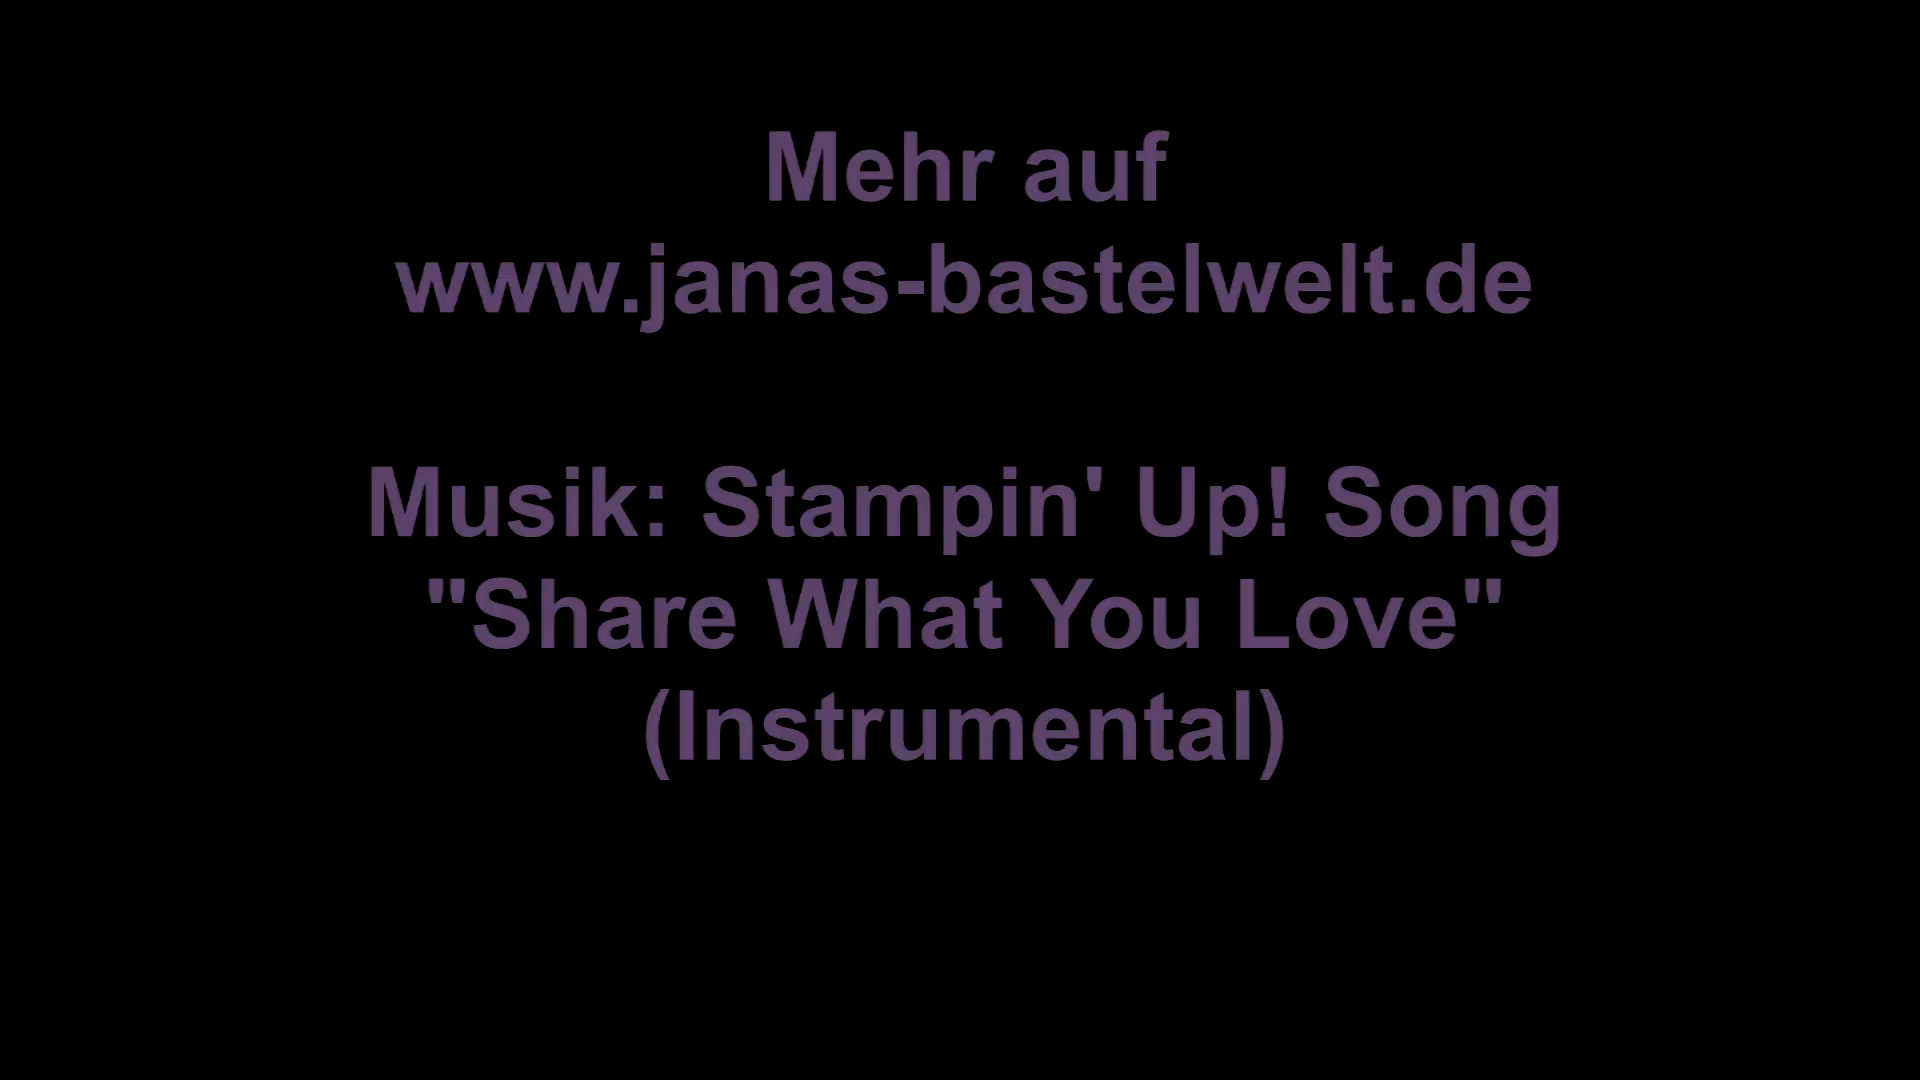 Mehr auf
www.janas-bastelwelt.de
Musik: Stampin' Up! Song
"Share What You Love"
(Instrumental)